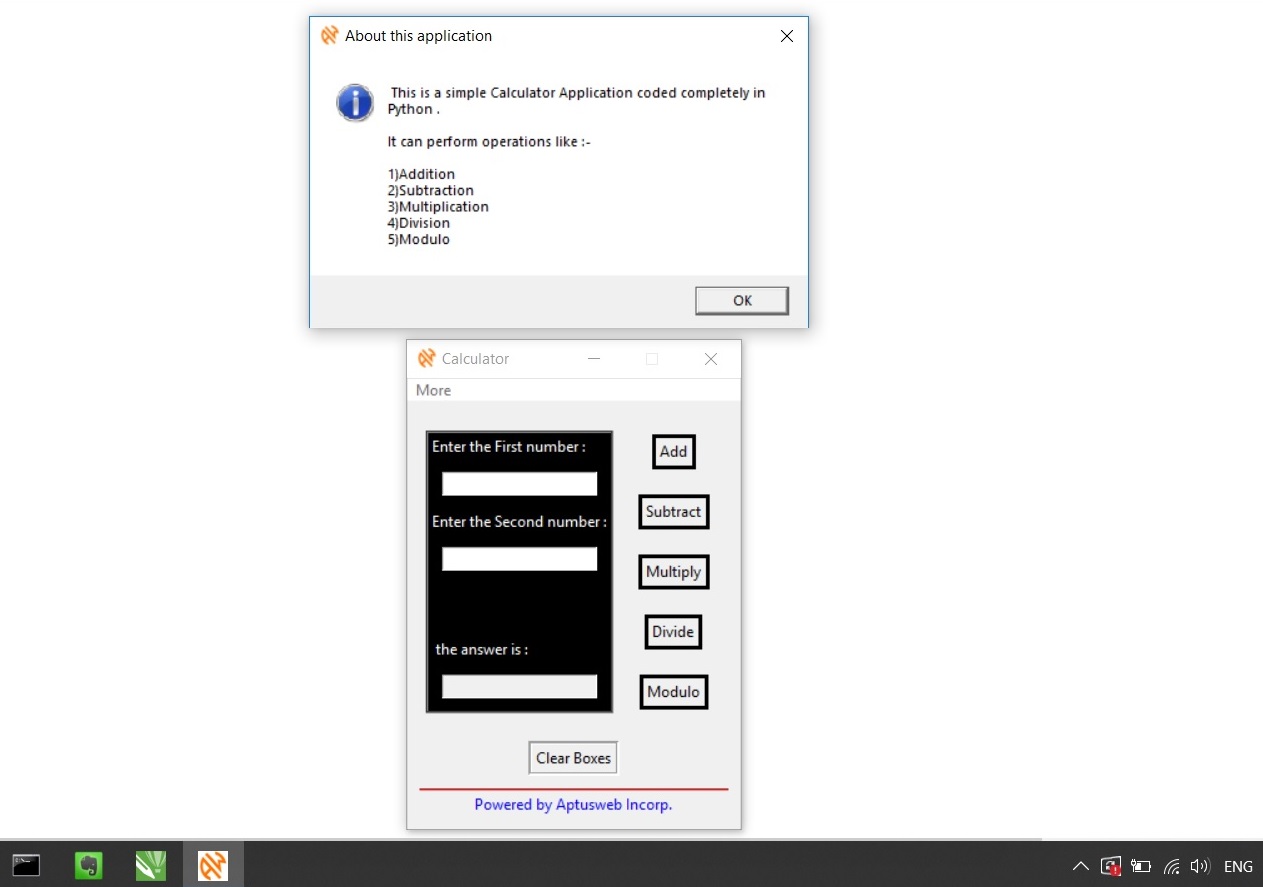 About this application
This is a simple Calculator Application coded completely in
Python .
It can perform operations like :-
1)Addition
2)Subtraction
3)Multiplication
4)Division
5)Modulo
OK
Calculator
More
Enter the First number :
Add
Subtract
Enter the Second number :
Multiply
Divide
the answer is :
Modulo
Clear Boxes
Powered by Aptusweb Incorp.
ENG